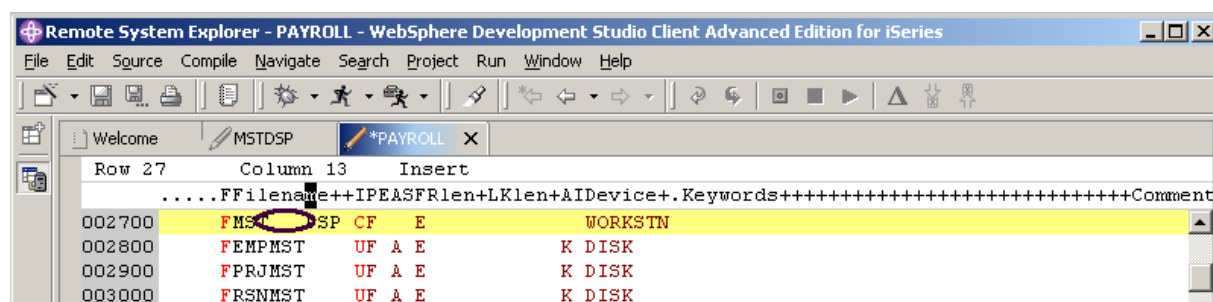 Remote System Explorer - PAYROLL - WebSphere Development Studio Client Advanced Edition for iSeries
File Edit Source Compile Navigate Search Project Run Window Help
Welcome MSTDSP *PAYROLL X
Row 27 Column 13 Insert
.....FFilename++IPEASFRlen+LKlen+AIDevice+.Keywords++++++++++++++++++++++++++++Comment
002700 FMST DSP CF E WORKSTN
002800 FEMPMST UF A E K DISK
002900 FPRJMST UF A E K DISK
003000 FRSNMST UF A E K DISK